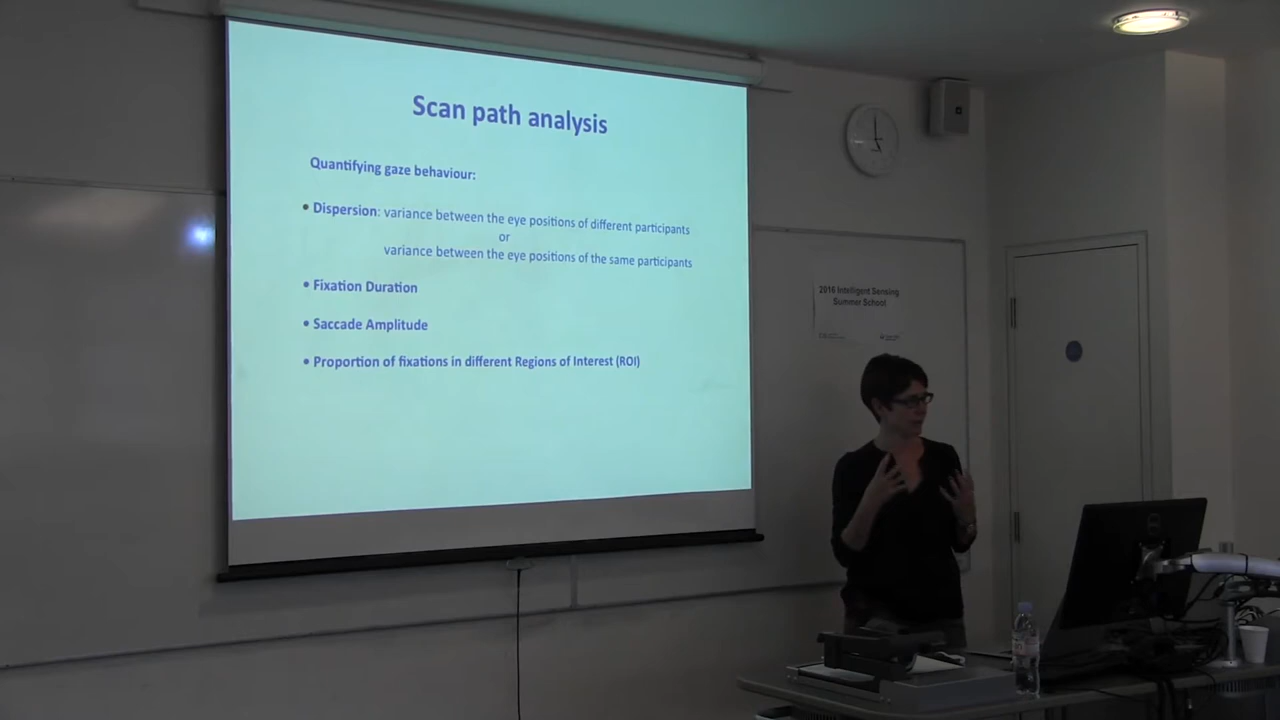 Scan path analysis
Quantifying gaze behaviour:
• Dispersion: variance between the eye positions of different participants
or
variance between the eye positions of the same participants
• Fixation Duration
• Saccade Amplitude
• Proportion of fixations in different Regions of Interest (ROI)
2016 Intelligent Sensing
Summer School